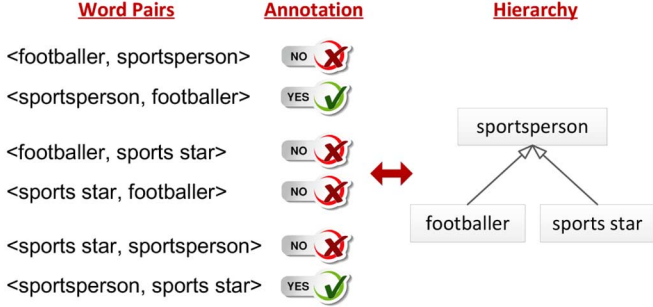 Word Pairs Annotation Hierarchy
<footballer, sportsperson> NO
<sportsperson, footballer> YES
sportsperson
<footballer, sports star> NO
<sports star, footballer> NO
footballer sports star
<sports star, sportsperson> NO
<sportsperson, sports star> YES